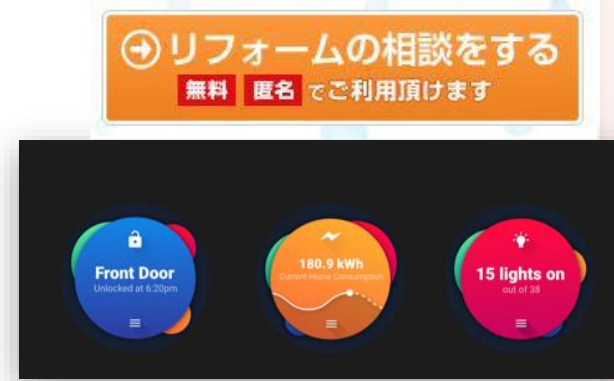 リフォームの相談をする
無料 匿名 でご利用頂けます
Front Door
Unlocked at 6:20pm
180.9 kWh
Current Home Consumption
15 lights on
out of 38